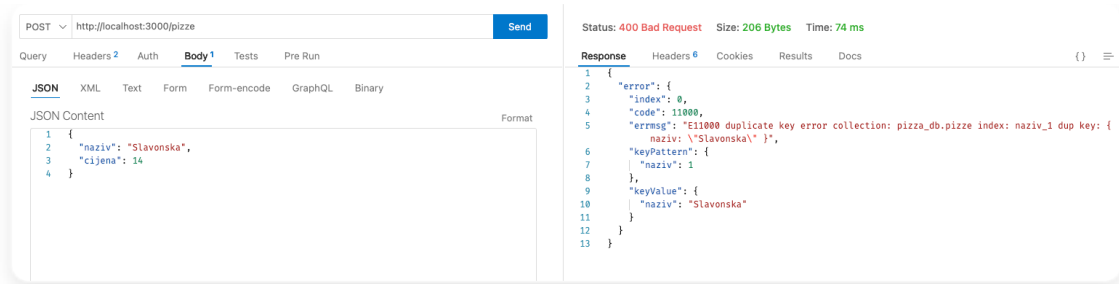 POST http://localhost:3000/pizze Send
Query Headers 2 Auth Body 1 Tests Pre Run
JSON XML Text Form Form-encode GraphQL Binary
JSON Content Format
1 {
2 "naziv": "Slavonska",
3 "cijena": 14
4 }
Status: 400 Bad Request Size: 206 Bytes Time: 74 ms
Response Headers 6 Cookies Results Docs { }
1 {
2 "error": {
3 "index": 0,
4 "code": 11000,
5 "errmsg": "E11000 duplicate key error collection: pizza_db.pizze index: naziv_1 dup key: {
naziv: \"Slavonska\" }",
6 "keyPattern": {
7 "naziv": 1
8 },
9 "keyValue": {
10 "naziv": "Slavonska"
11 }
12 }
13 }